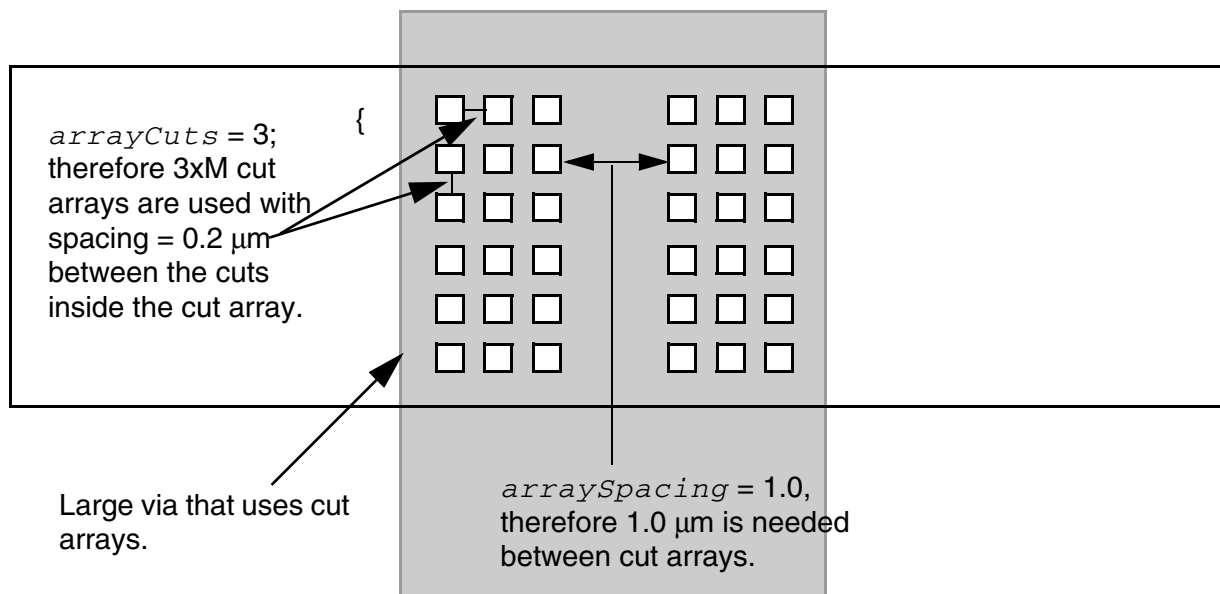 {
arrayCuts = 3;
therefore 3xM cut
arrays are used with
spacing = 0.2 μm
between the cuts
inside the cut array.
Large via that uses cut
arrays.
arraySpacing = 1.0,
therefore 1.0 μm is needed
between cut arrays.